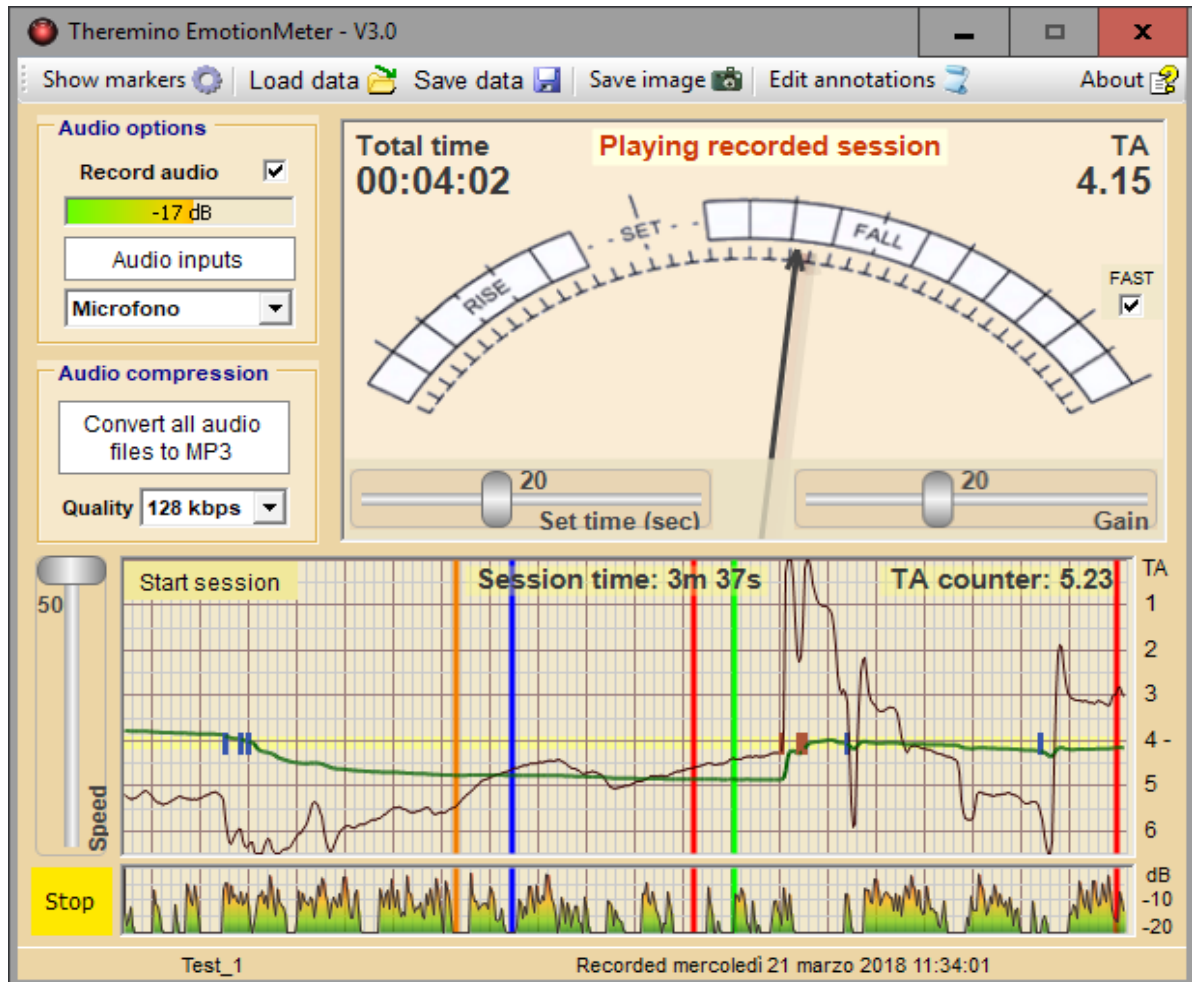 Theremino EmotionMeter - V3.0
Show markers Load data Save data Save image Edit annotations About
Audio options
Record audio
-17 dB
Audio inputs
Microfono
Audio compression
Convert all audio
files to MP3
Quality 128 kbps
Total time
00:04:02
Playing recorded session
TA
4.15
RISE
- - SET - -
FALL
FAST
20
Set time (sec)
20
Gain
50
Speed
Start session
Session time: 3m 37s
TA counter: 5.23
TA
1
2
3
4 -
5
6
Stop
dB
-10
-20
Test_1
Recorded mercoledì 21 marzo 2018 11:34:01